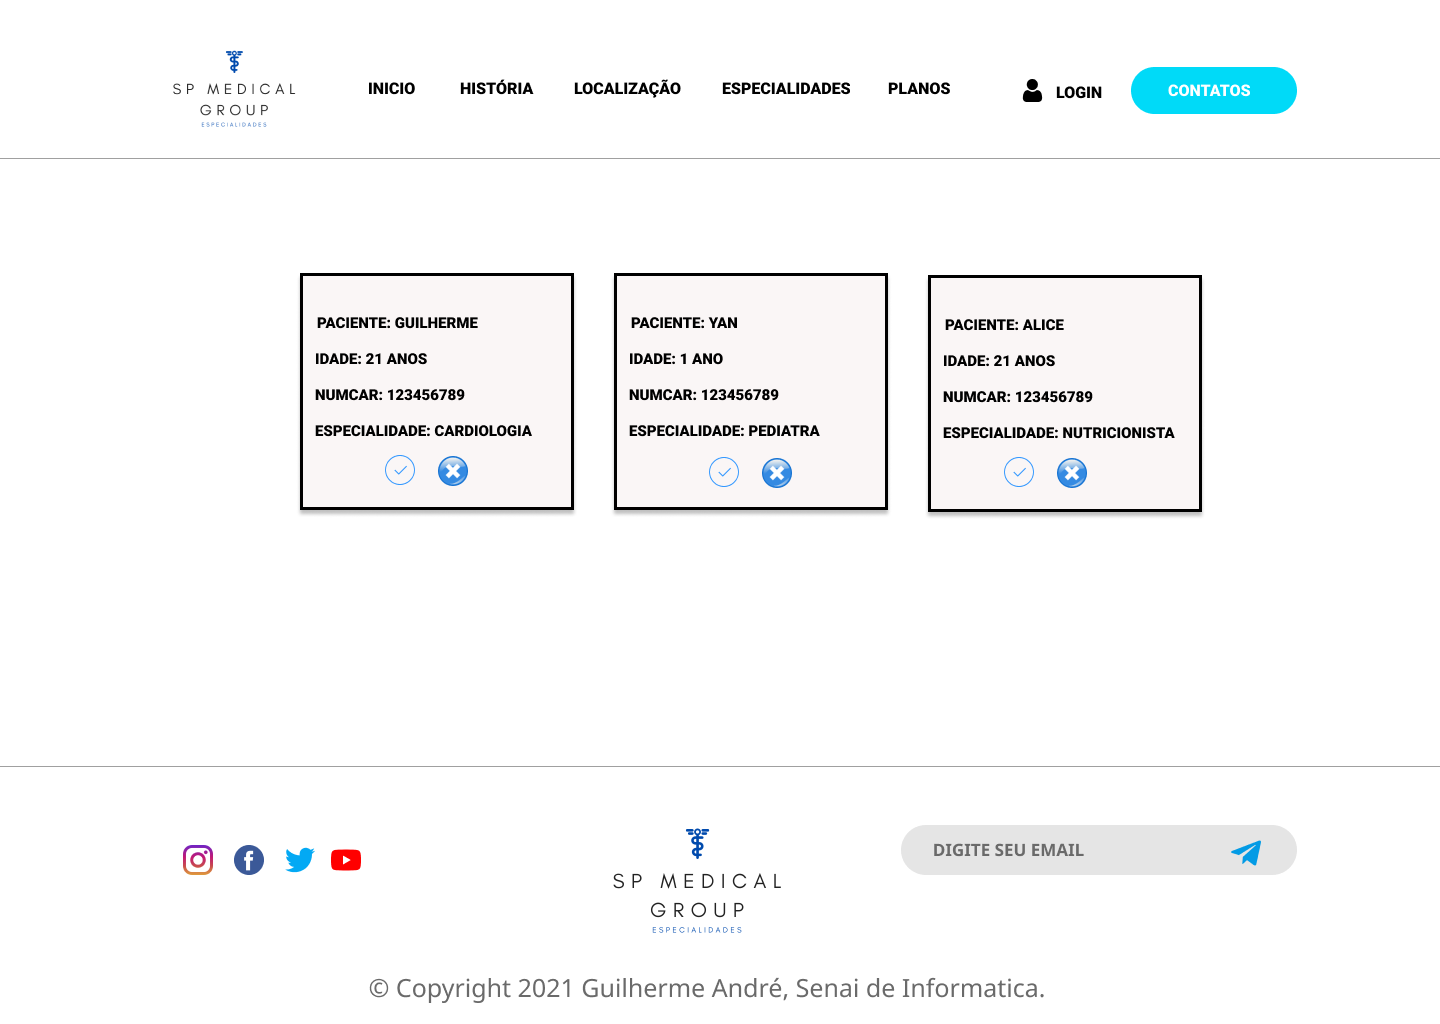 SP MEDICAL
GROUP
ESPECIALIDADES
INICIO HISTÓRIA LOCALIZAÇÃO ESPECIALIDADES PLANOS LOGIN CONTATOS
PACIENTE: GUILHERME
IDADE: 21 ANOS
NUMCAR: 123456789
ESPECIALIDADE: CARDIOLOGIA
PACIENTE: YAN
IDADE: 1 ANO
NUMCAR: 123456789
ESPECIALIDADE: PEDIATRA
PACIENTE: ALICE
IDADE: 21 ANOS
NUMCAR: 123456789
ESPECIALIDADE: NUTRICIONISTA
SP MEDICAL
GROUP
ESPECIALIDADES
DIGITE SEU EMAIL
© Copyright 2021 Guilherme André, Senai de Informatica.